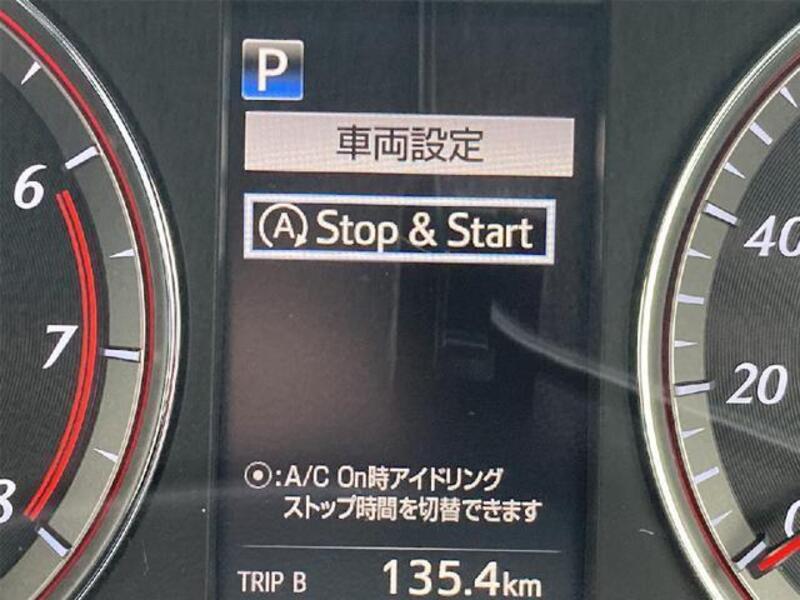 P
車両設定
A Stop & Start
6
7
8
40
20
0
⦿:A/C On時アイドリング
ストップ時間を切替できます
TRIP B 135.4km